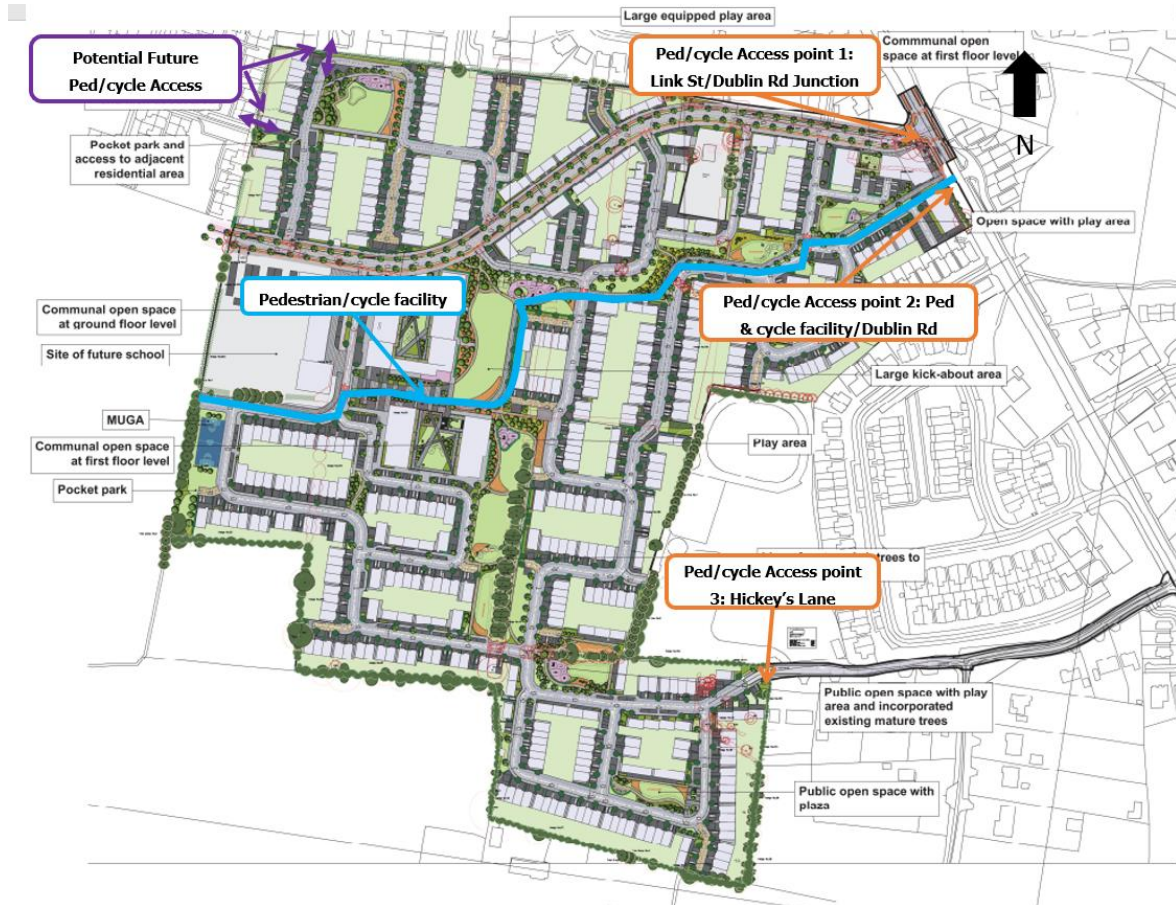 Large equipped play area
Potential Future
Ped/cycle Access
Ped/cycle Access point 1:
Link St/Dublin Rd Junction
Commmunal open
space at first floor level
N
Pocket park and
access to adjacent
residential area
Open space with play area
Pedestrian/cycle facility
Ped/cycle Access point 2: Ped
& cycle facility/Dublin Rd
Communal open space
at ground floor level
Site of future school
Large kick-about area
MUGA
Communal open space
at first floor level
Play area
Pocket park
trees to
Ped/cycle Access point
3: Hickey's Lane
Public open space with play
area and incorporated
existing mature trees
Public open space with
plaza